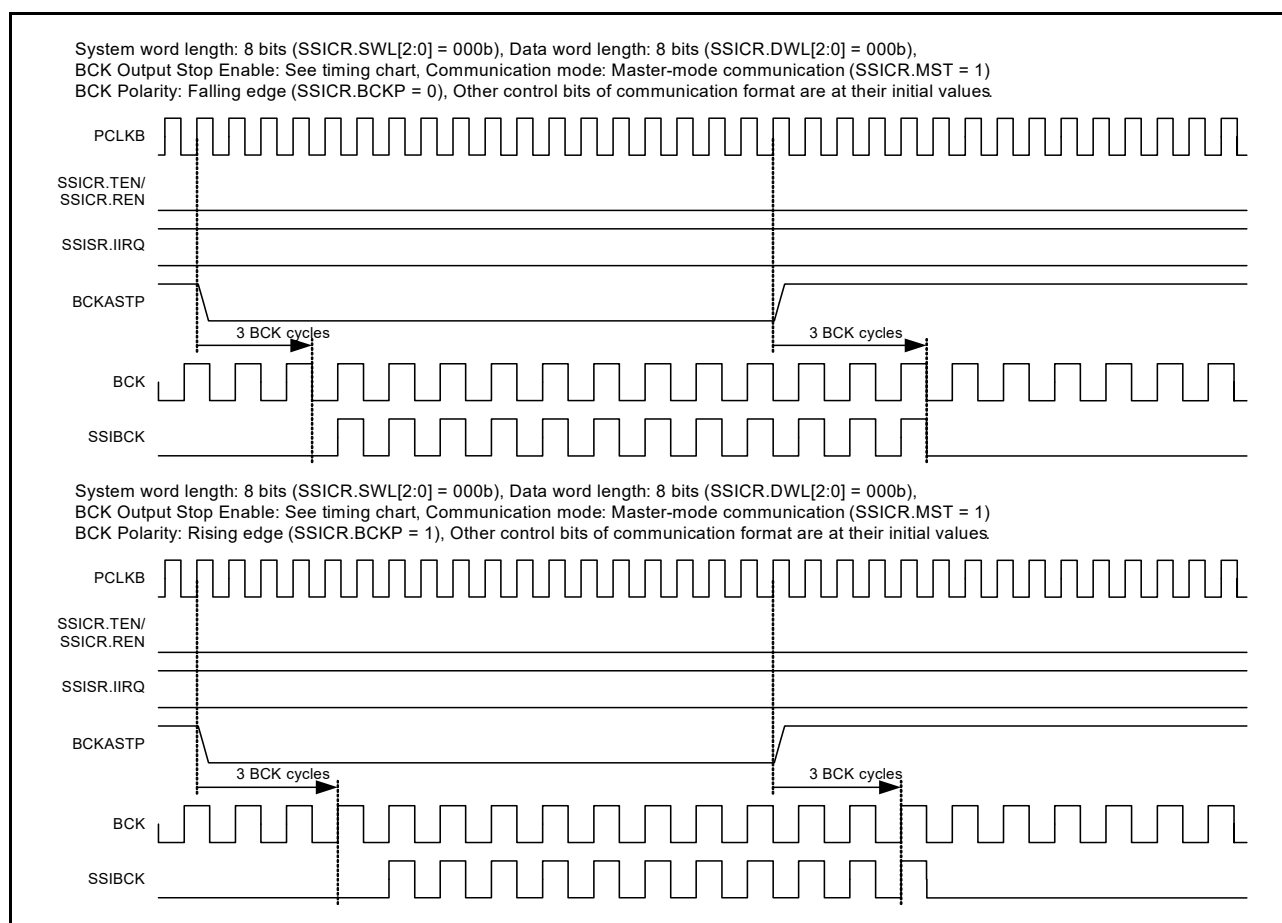 System word length: 8 bits (SSICR.SWL[2:0] = 000b), Data word length: 8 bits (SSICR.DWL[2:0] = 000b),
BCK Output Stop Enable: See timing chart, Communication mode: Master-mode communication (SSICR.MST = 1)
BCK Polarity: Falling edge (SSICR.BCKP = 0), Other control bits of communication format are at their initial values.
PCLKB
SSICR.TEN/
SSICR.REN
SSISR.IIRQ
BCKASTP
3 BCK cycles 3 BCK cycles
BCK
SSIBCK
System word length: 8 bits (SSICR.SWL[2:0] = 000b), Data word length: 8 bits (SSICR.DWL[2:0] = 000b),
BCK Output Stop Enable: See timing chart, Communication mode: Master-mode communication (SSICR.MST = 1)
BCK Polarity: Rising edge (SSICR.BCKP = 1), Other control bits of communication format are at their initial values.
PCLKB
SSICR.TEN/
SSICR.REN
SSISR.IIRQ
BCKASTP
3 BCK cycles 3 BCK cycles
BCK
SSIBCK